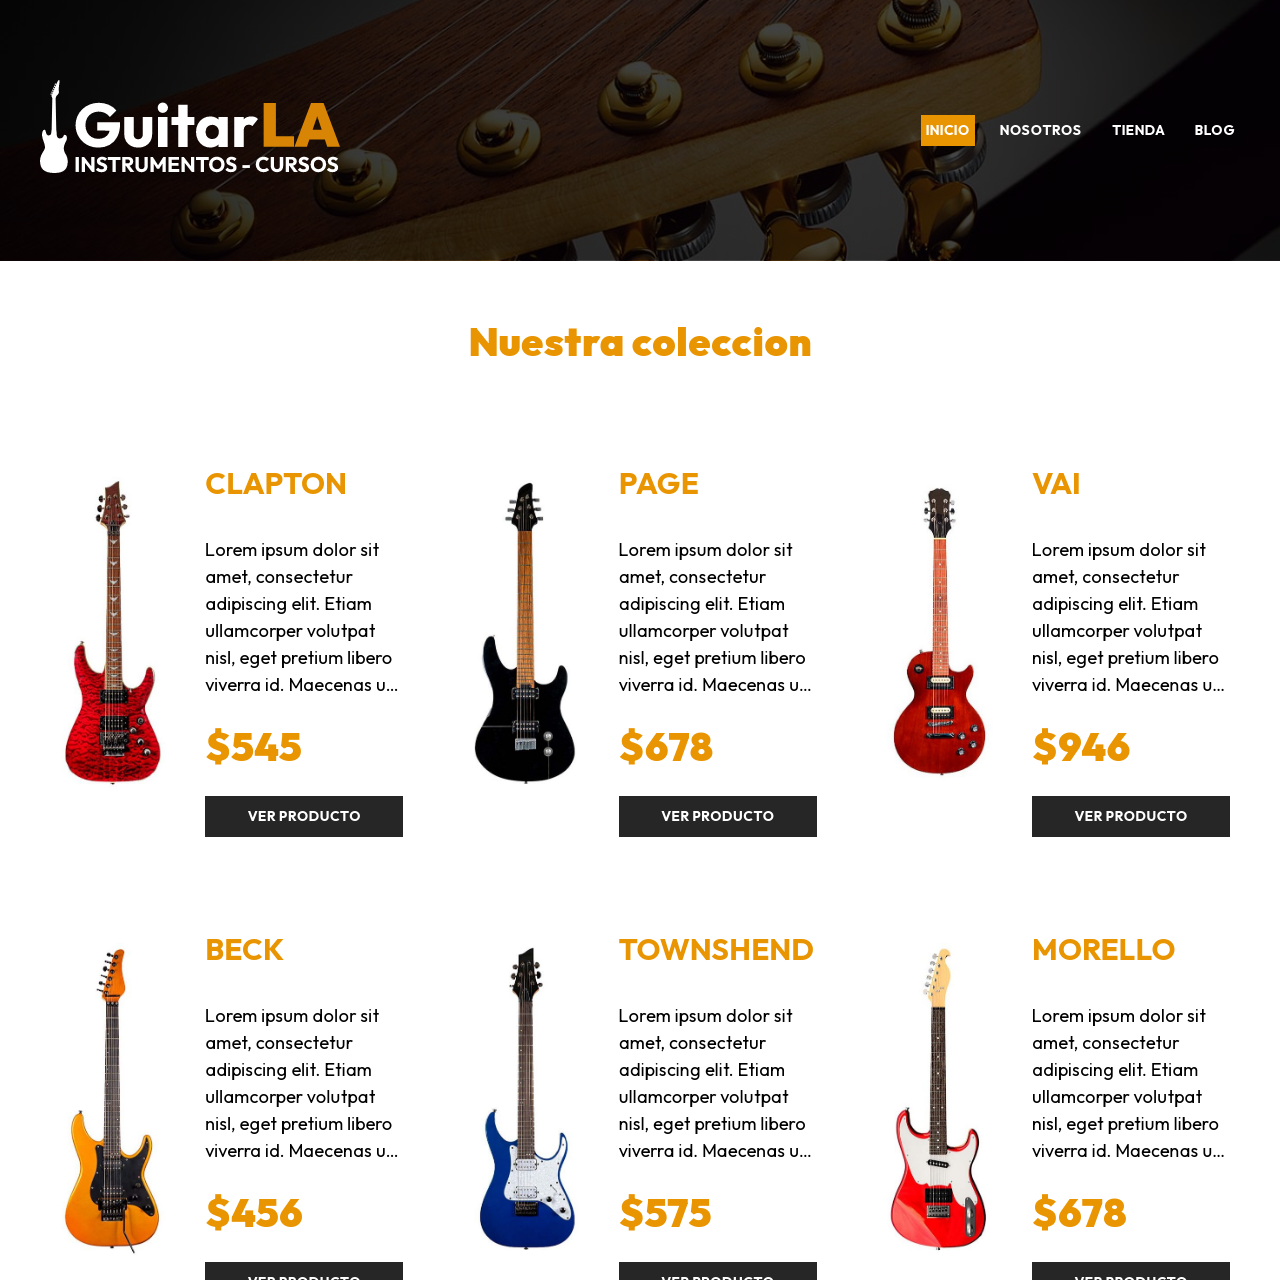 GuitarLA
INSTRUMENTOS - CURSOS
INICIO NOSOTROS TIENDA BLOG
Nuestra coleccion
CLAPTON
Lorem ipsum dolor sit
amet, consectetur
adipiscing elit. Etiam
ullamcorper volutpat
nisl, eget pretium libero
viverra id. Maecenas u...
$545
VER PRODUCTO
PAGE
Lorem ipsum dolor sit
amet, consectetur
adipiscing elit. Etiam
ullamcorper volutpat
nisl, eget pretium libero
viverra id. Maecenas u...
$678
VER PRODUCTO
VAI
Lorem ipsum dolor sit
amet, consectetur
adipiscing elit. Etiam
ullamcorper volutpat
nisl, eget pretium libero
viverra id. Maecenas u...
$946
VER PRODUCTO
BECK
Lorem ipsum dolor sit
amet, consectetur
adipiscing elit. Etiam
ullamcorper volutpat
nisl, eget pretium libero
viverra id. Maecenas u...
$456
VER PRODUCTO
TOWNSHEND
Lorem ipsum dolor sit
amet, consectetur
adipiscing elit. Etiam
ullamcorper volutpat
nisl, eget pretium libero
viverra id. Maecenas u...
$575
VER PRODUCTO
MORELLO
Lorem ipsum dolor sit
amet, consectetur
adipiscing elit. Etiam
ullamcorper volutpat
nisl, eget pretium libero
viverra id. Maecenas u...
$678
VER PRODUCTO